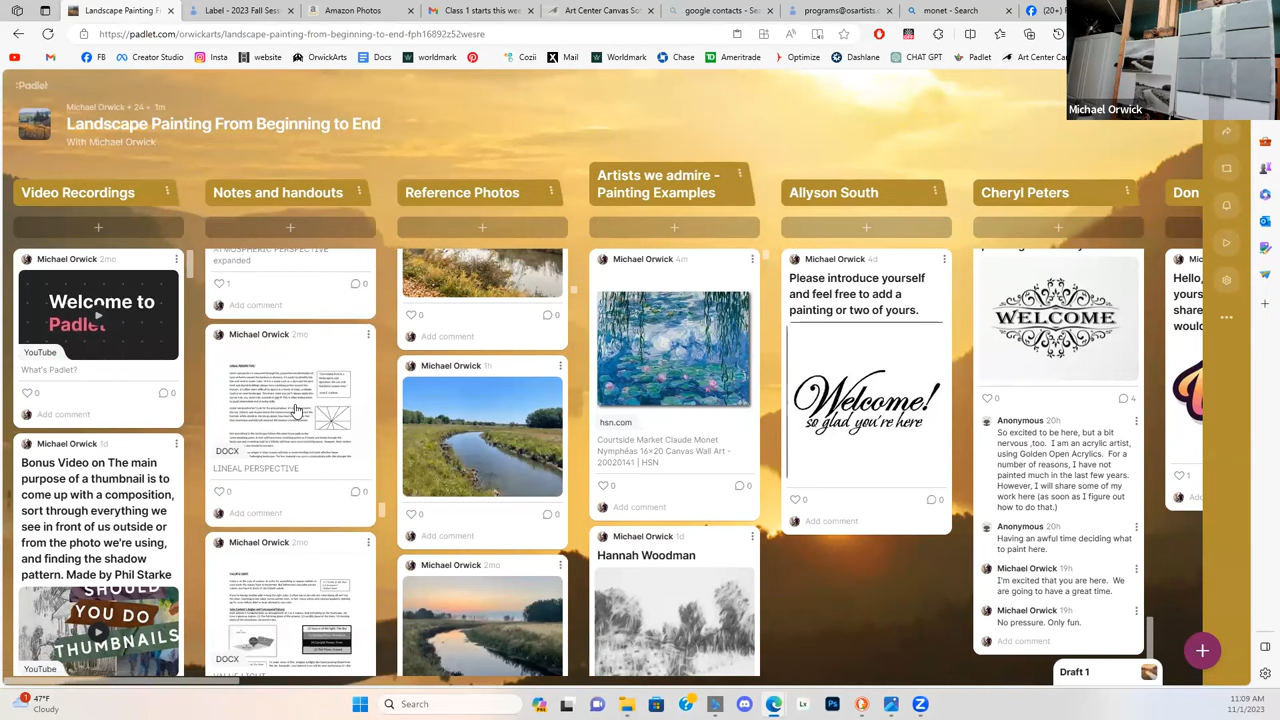 Landscape Painting F
Label - 2023 Fall Sess
Amazon Photos
Class 1 starts this we
Art Center Canvas So
google contacts - Sea
programs@osartists.c
monet - Search
(20+) F
https://padlet.com/orwickarts/landscape-painting-from-beginning-to-end-fph16892z52wesre
FB
Creator Studio
Insta
website
OrwickArts
Docs
worldmark
Cozii
Mail
Worldmark
Chase
Ameritrade
Optimize
Dashlane
CHAT GPT
Padlet
Art Center Can
Michael Orwick
:Padlet
Michael Orwick + 24 • 1m
Landscape Painting From Beginning to End
With Michael Orwick
Video Recordings
Notes and handouts
Reference Photos
Artists we admire -
Painting Examples
Allyson South
Cheryl Peters
Don
Michael Orwick 2mo
Welcome to
Padlet
YouTube
What's Padlet?
0
0
Add comment
Michael Orwick 1d
Bonus Video on The main
purpose of a thumbnail is to
come up with a composition,
sort through everything we
see in front of us outside or
from the photo we're using,
and finding the shadow
pattern. Made by Phil Starke
SHOULD
YOU DO
THUMBNAILS
YouTube
ATMOSPHERIC PERSPECTIVE
expanded
1
0
Add comment
Michael Orwick 2mo
LINEAL PERSPECTIVE
DOCX
LINEAL PERSPECTIVE
0
0
Add comment
Michael Orwick 2mo
DOCX
0
0
Add comment
Michael Orwick 1h
0
0
Add comment
Michael Orwick 2mo
Michael Orwick 4m
hsn.com
Courtside Market Claude Monet
Nymphéas 16x20 Canvas Wall Art -
20020141 | HSN
0
0
Add comment
Michael Orwick 1d
Hannah Woodman
Michael Orwick 4d
Please introduce yourself
and feel free to add a
painting or two of yours.
Welcome!
so glad you're here
0
0
Add comment
WELCOME
0
4
Anonymous 20h
So excited to be here, but a bit
nervous ,too. I am an acrylic artist,
using Golden Open Acrylics. For a
number of reasons, I have not
painted much in the last few years.
However, I will share some of my
work here (as soon as I figure out
how to do that.)
Anonymous 20h
Having an awful time deciding what
to paint here.
Michael Orwick 19h
I'm excited that you are here. We
are going to have a great time.
Michael Orwick 19h
No pressure. Only fun.
Add comment
Hello,
yours
share
would
1
Add
Draft 1
47°F
Cloudy
Search
11:09 AM
11/1/2023